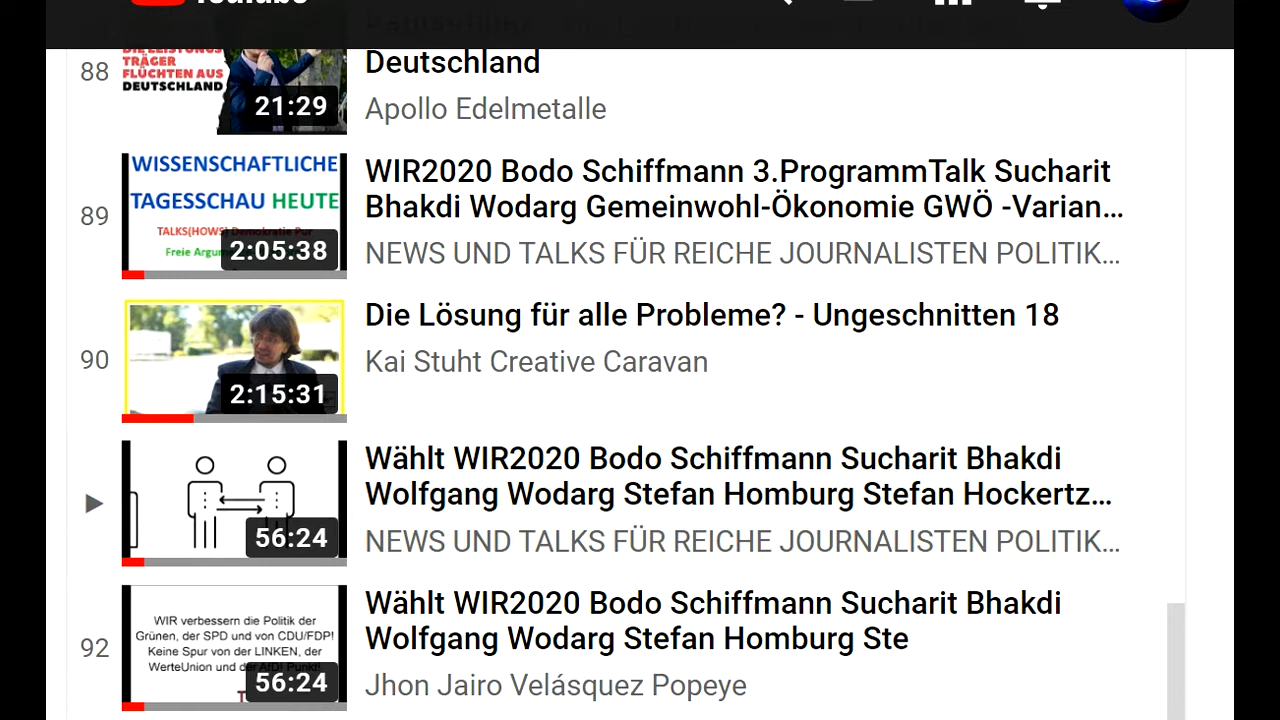 YouTube
88
DIE LEISTUNGS
TRÄGER
FLÜCHTEN AUS
DEUTSCHLAND
21:29
Deutschland
Apollo Edelmetalle
89
WISSENSCHAFTLICHE
TAGESSCHAU HEUTE
TALKS(HOWS) Demokratie Pur
Freie
2:05:38
WIR2020 Bodo Schiffmann 3.ProgrammTalk Sucharit
Bhakdi Wodarg Gemeinwohl-Ökonomie GWÖ -Varian...
NEWS UND TALKS FÜR REICHE JOURNALISTEN POLITIK...
90
2:15:31
Die Lösung für alle Probleme? - Ungeschnitten 18
Kai Stuht Creative Caravan
56:24
Wählt WIR2020 Bodo Schiffmann Sucharit Bhakdi
Wolfgang Wodarg Stefan Homburg Stefan Hockertz...
NEWS UND TALKS FÜR REICHE JOURNALISTEN POLITIK...
92
WIR verbessern die Politik der
Grünen, der SPD und von CDU/FDP!
Keine Spur von der LINKEN, der
WerteUnion und der AfD! Punkt!
56:24
Wählt WIR2020 Bodo Schiffmann Sucharit Bhakdi
Wolfgang Wodarg Stefan Homburg Ste
Jhon Jairo Velásquez Popeye